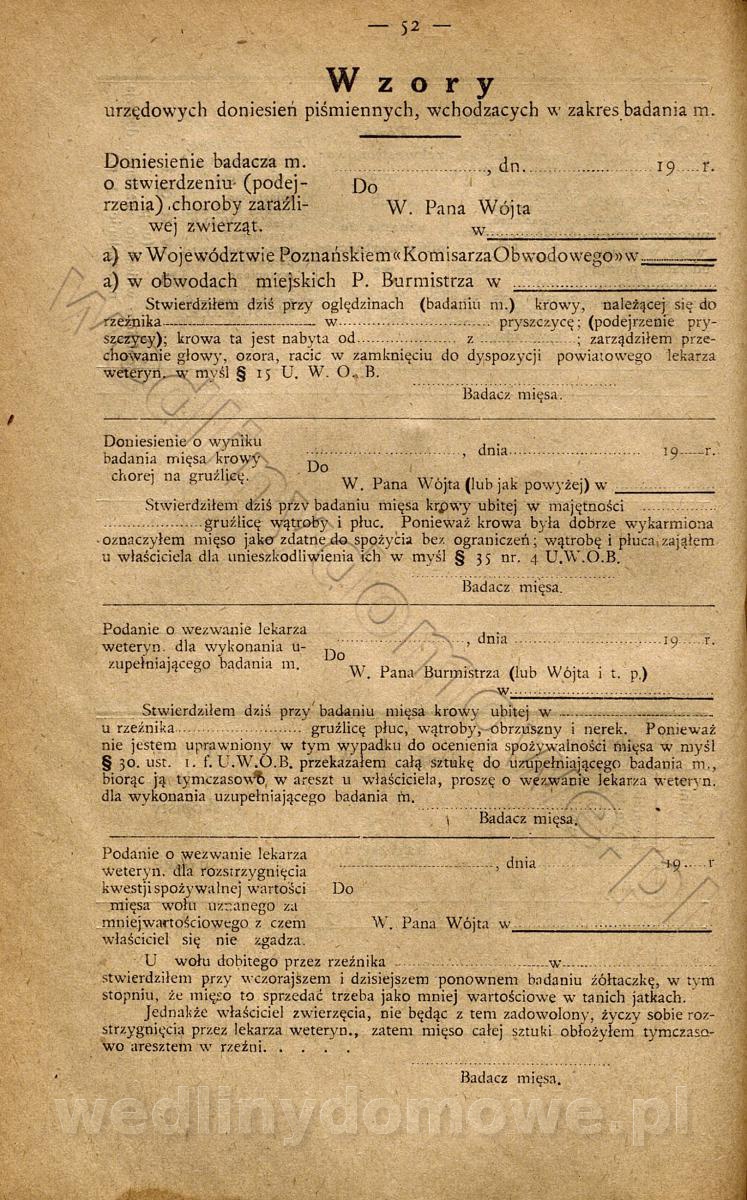 — 52 —
Wzory
urzędowych doniesień piśmiennych, wchodzacych w zakres badania m.
Doniesienie badacza m. ..............................., dn. ........................ 19.....r.
o stwierdzeniu (podej- Do
rzenia) choroby zaraźli- W. Pana Wójta
wej zwierząt. w..............................
a) w Województwie Poznańskiem «Komisarza Obwodowego» w..............
a) w obwodach miejskich P. Burmistrza w ..............................
Stwierdziłem dziś przy oględzinach (badaniu m.) krowy, należącej się do
rzeźnika.............................. w.............................. pryszczycę; (podejrzenie pry-
szczycy); krowa ta jest nabyta od.................... z ....................; zarządziłem prze-
chowanie głowy, ozora, racic w zamknięciu do dyspozycji powiatowego lekarza
weteryn. w myśl § 15 U. W. O. B.
Badacz mięsa.
Doniesienie o wyniku
badania mięsa krowy .............................., dnia.............................. 19.....r.
chorej na gruźlicę. Do
W. Pana Wójta (lub jak powyżej) w ....................
Stwierdziłem dziś przy badaniu mięsa krowy ubitej w majętności ...............
....................gruźlicę wątroby i płuc. Ponieważ krowa była dobrze wykarmiona
oznaczyłem mięso jako zdatne do spożycia bez ograniczeń; wątrobę i płuca zająłem
u właściciela dla unieszkodliwienia ich w myśl § 35 nr. 4 U.W.O.B.
Badacz mięsa.
Podanie o wezwanie lekarza
weteryn. dla wykonania u- .............................., dnia .............................. 19.....r.
zupełniającego badania m. Do
W. Pana Burmistrza (lub Wójta i t. p.)
w..............................
Stwierdziłem dziś przy badaniu mięsa krowy ubitej w ..............................
u rzeźnika......................... gruźlicę płuc, wątroby, obrzuszny i nerek. Ponieważ
nie jestem uprawniony w tym wypadku do ocenienia spożywalności mięsa w myśl
§ 30. ust. 1. f. U.W.O.B. przekazałem całą sztukę do uzupełniającego badania m.,
biorąc ją tymczasowo w areszt u właściciela, proszę o wezwanie lekarza weteryn.
dla wykonania uzupełniającego badania m.
Badacz mięsa.
Podanie o wezwanie lekarza
weteryn. dla rozstrzygnięcia .............................., dnia .............................. 19.....r
kwestji spożywalnej wartości Do
mięsa wołu uznanego za
mniejwartościowego z czem W. Pana Wójta w..............................
właściciel się nie zgadza.
U wołu dobitego przez rzeźnika ..............................w..............................
stwierdziłem przy wczorajszem i dzisiejszem ponownem badaniu żółtaczkę, w tym
stopniu, że mięso to sprzedać trzeba jako mniej wartościowe w tanich jatkach.
Jednakże właściciel zwierzęcia, nie będąc z tem zadowolony, życzy sobie roz-
strzygnięcia przez lekarza weteryn., zatem mięso całej sztuki obłożyłem tymczaso-
wo aresztem w rzeźni. . . . .
Badacz mięsa.
wedlinydomowe.pl
wedlinydomowe.pl